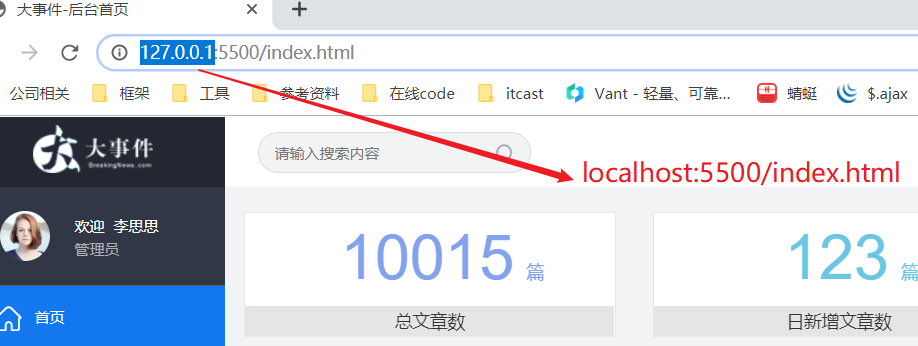 大事件-后台首页
127.0.0.1:5500/index.html
公司相关 框架 工具 参考资料 在线code itcast Vant - 轻量、可靠... 蜻蜓 $.ajax
大事件
BreakingNews.com
请输入搜索内容
localhost:5500/index.html
欢迎 李思思
管理员
10015 篇
123 篇
总文章数
日新增文章数
首页